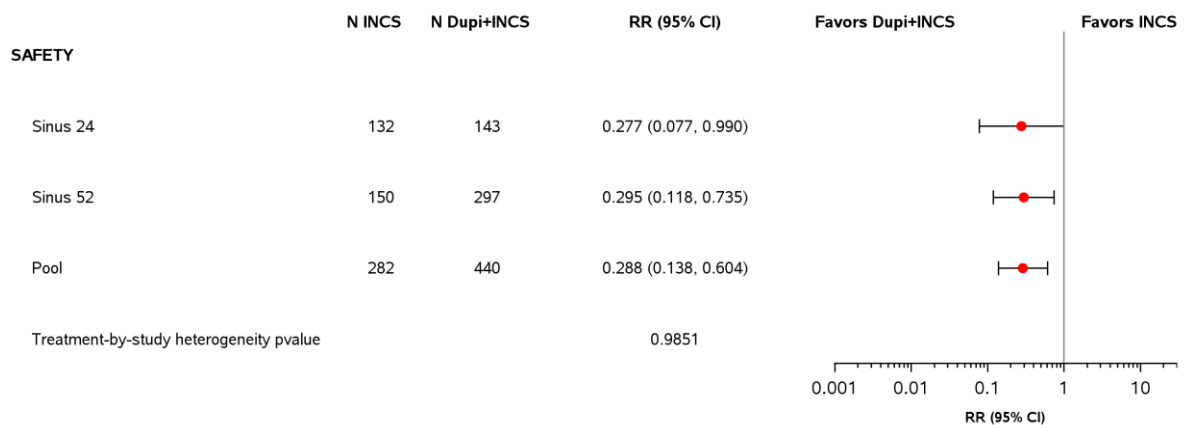 N INCS N Dupi+INCS RR (95% CI) Favors Dupi+INCS Favors INCS
SAFETY
Sinus 24 132 143 0.277 (0.077, 0.990)
Sinus 52 150 297 0.295 (0.118, 0.735)
Pool 282 440 0.288 (0.138, 0.604)
Treatment-by-study heterogeneity pvalue 0.9851
0.001 0.01 0.1 1 10
RR (95% CI)